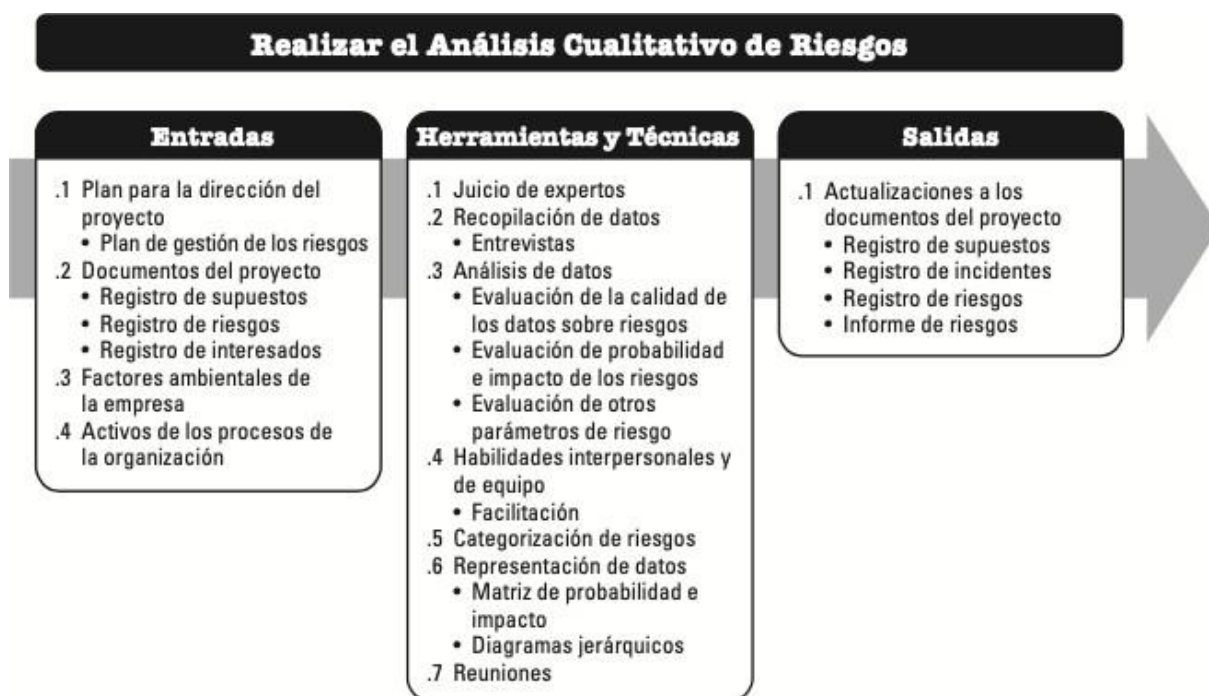 Realizar el Análisis Cualitativo de Riesgos
Entradas
.1 Plan para la dirección del
proyecto
• Plan de gestión de los riesgos
.2 Documentos del proyecto
• Registro de supuestos
• Registro de riesgos
• Registro de interesados
.3 Factores ambientales de
la empresa
.4 Activos de los procesos de
la organización
Herramientas y Técnicas
.1 Juicio de expertos
.2 Recopilación de datos
• Entrevistas
.3 Análisis de datos
• Evaluación de la calidad de
los datos sobre riesgos
• Evaluación de probabilidad
e impacto de los riesgos
• Evaluación de otros
parámetros de riesgo
.4 Habilidades interpersonales y
de equipo
• Facilitación
.5 Categorización de riesgos
.6 Representación de datos
• Matriz de probabilidad e
impacto
• Diagramas jerárquicos
.7 Reuniones
Salidas
.1 Actualizaciones a los
documentos del proyecto
• Registro de supuestos
• Registro de incidentes
• Registro de riesgos
• Informe de riesgos